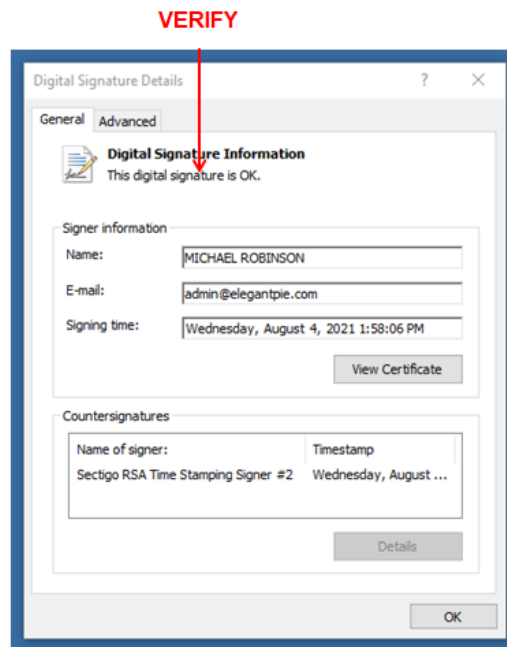 VERIFY
Digital Signature Details ?
General Advanced
Digital Signature Information
This digital signature is OK.
Signer information
Name: MICHAEL ROBINSON
E-mail: admin@elegantpie.com
Signing time: Wednesday, August 4, 2021 1:58:06 PM
View Certificate
Countersignatures
Name of signer: Timestamp
Sectigo RSA Time Stamping Signer #2 Wednesday, August ...
Details
OK